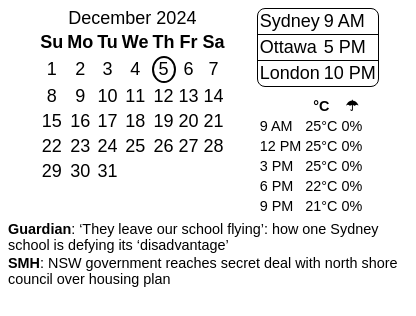 December 2024
Su Mo Tu We Th Fr Sa
1 2 3 4 5 6 7
8 9 10 11 12 13 14
15 16 17 18 19 20 21
22 23 24 25 26 27 28
29 30 31
Sydney 9 AM
Ottawa 5 PM
London 10 PM
°C ☂
9 AM 25°C 0%
12 PM 25°C 0%
3 PM 25°C 0%
6 PM 22°C 0%
9 PM 21°C 0%
Guardian: ‘They leave our school flying’: how one Sydney
school is defying its ‘disadvantage’
SMH: NSW government reaches secret deal with north shore
council over housing plan